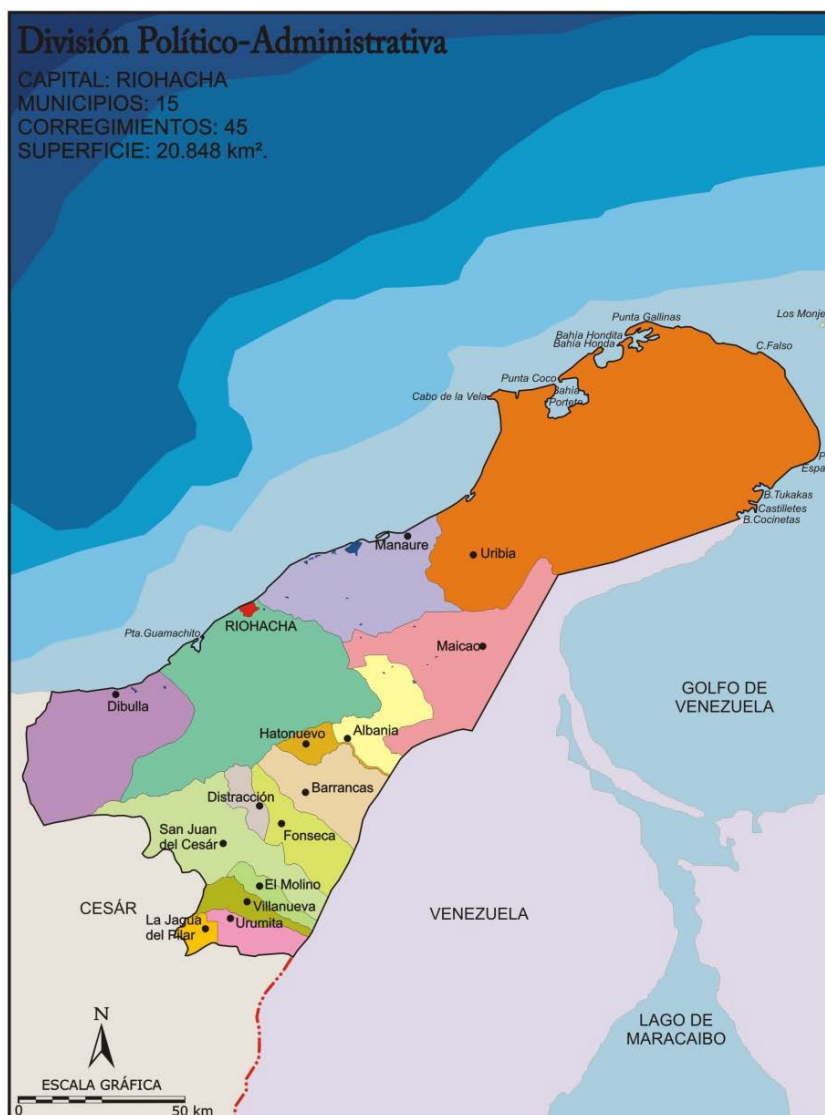 División Político-Administrativa
CAPITAL: RIOHACHA
MUNICIPIOS: 15
CORREGIMIENTOS: 45
SUPERFICIE: 20.848 km².
Punta Gallinas
Los Monje
Bahía Hondita
Bahía Honda
C.Falso
Punta Coco
Cabo de la Vela
Bahía
Portete
P
Espa
B.Tukakas
Castilletes
B.Cocinetas
Manaure
Uribia
RIOHACHA
Pta.Guamachito
Maicao
GOLFO DE
VENEZUELA
Dibulla
Hatonuevo
Albania
Barrancas
Distracción
Fonseca
San Juan
del Cesár
El Molino
CESÁR
Villanueva
VENEZUELA
La Jagua
del Pilar
Urumita
N
LAGO DE
MARACAIBO
ESCALA GRÁFICA
0 50 km